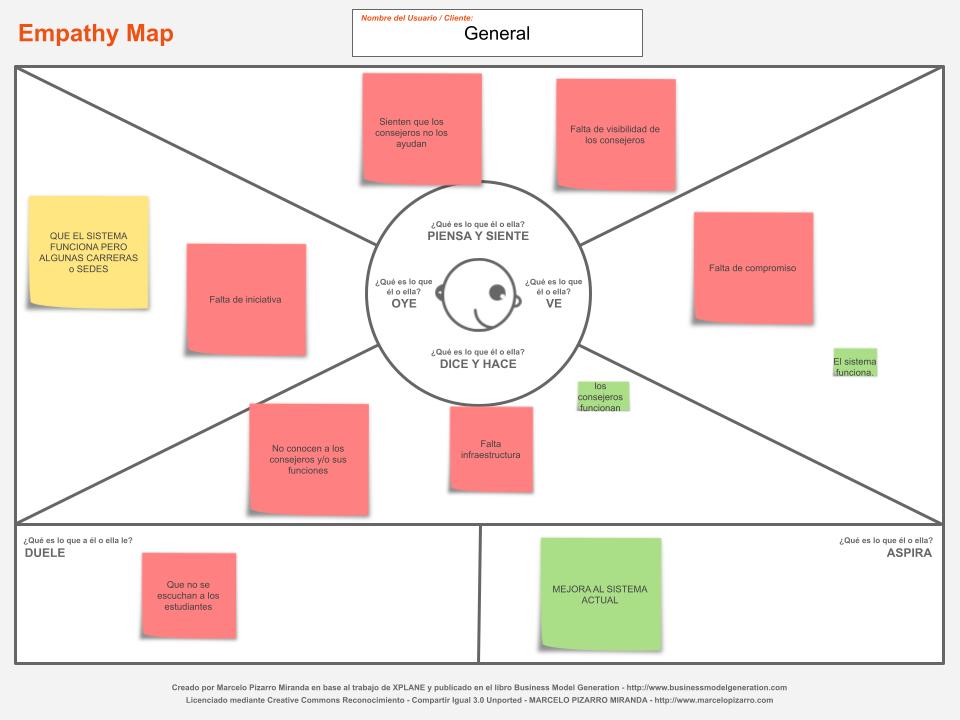 Empathy Map
Nombre del Usuario / Cliente:
General
Sienten que los
consejeros no los
ayudan
Falta de visibilidad de
los consejeros
QUE EL SISTEMA
FUNCIONA PERO
ALGUNAS CARRERAS
o SEDES
Falta de iniciativa
¿Qué es lo que él o ella?
PIENSA Y SIENTE
¿Qué es lo que
él o ella?
OYE
¿Qué es lo que
él o ella?
VE
¿Qué es lo que él o ella?
DICE Y HACE
Falta de compromiso
El sistema
funciona.
los
consejeros
funcionan
No conocen a los
consejeros y/o sus
funciones
Falta
infraestructura
¿Qué es lo que a él o ella le?
DUELE
Que no se
escuchan a los
estudiantes
MEJORA AL SISTEMA
ACTUAL
¿Qué es lo que él o ella?
ASPIRA
Creado por Marcelo Pizarro Miranda en base al trabajo de XPLANE y publicado en el libro Business Model Generation - http://www.businessmodelgeneration.com
Licenciado mediante Creative Commons Reconocimiento - Compartir Igual 3.0 Unported - MARCELO PIZARRO MIRANDA - http://www.marcelopizarro.com